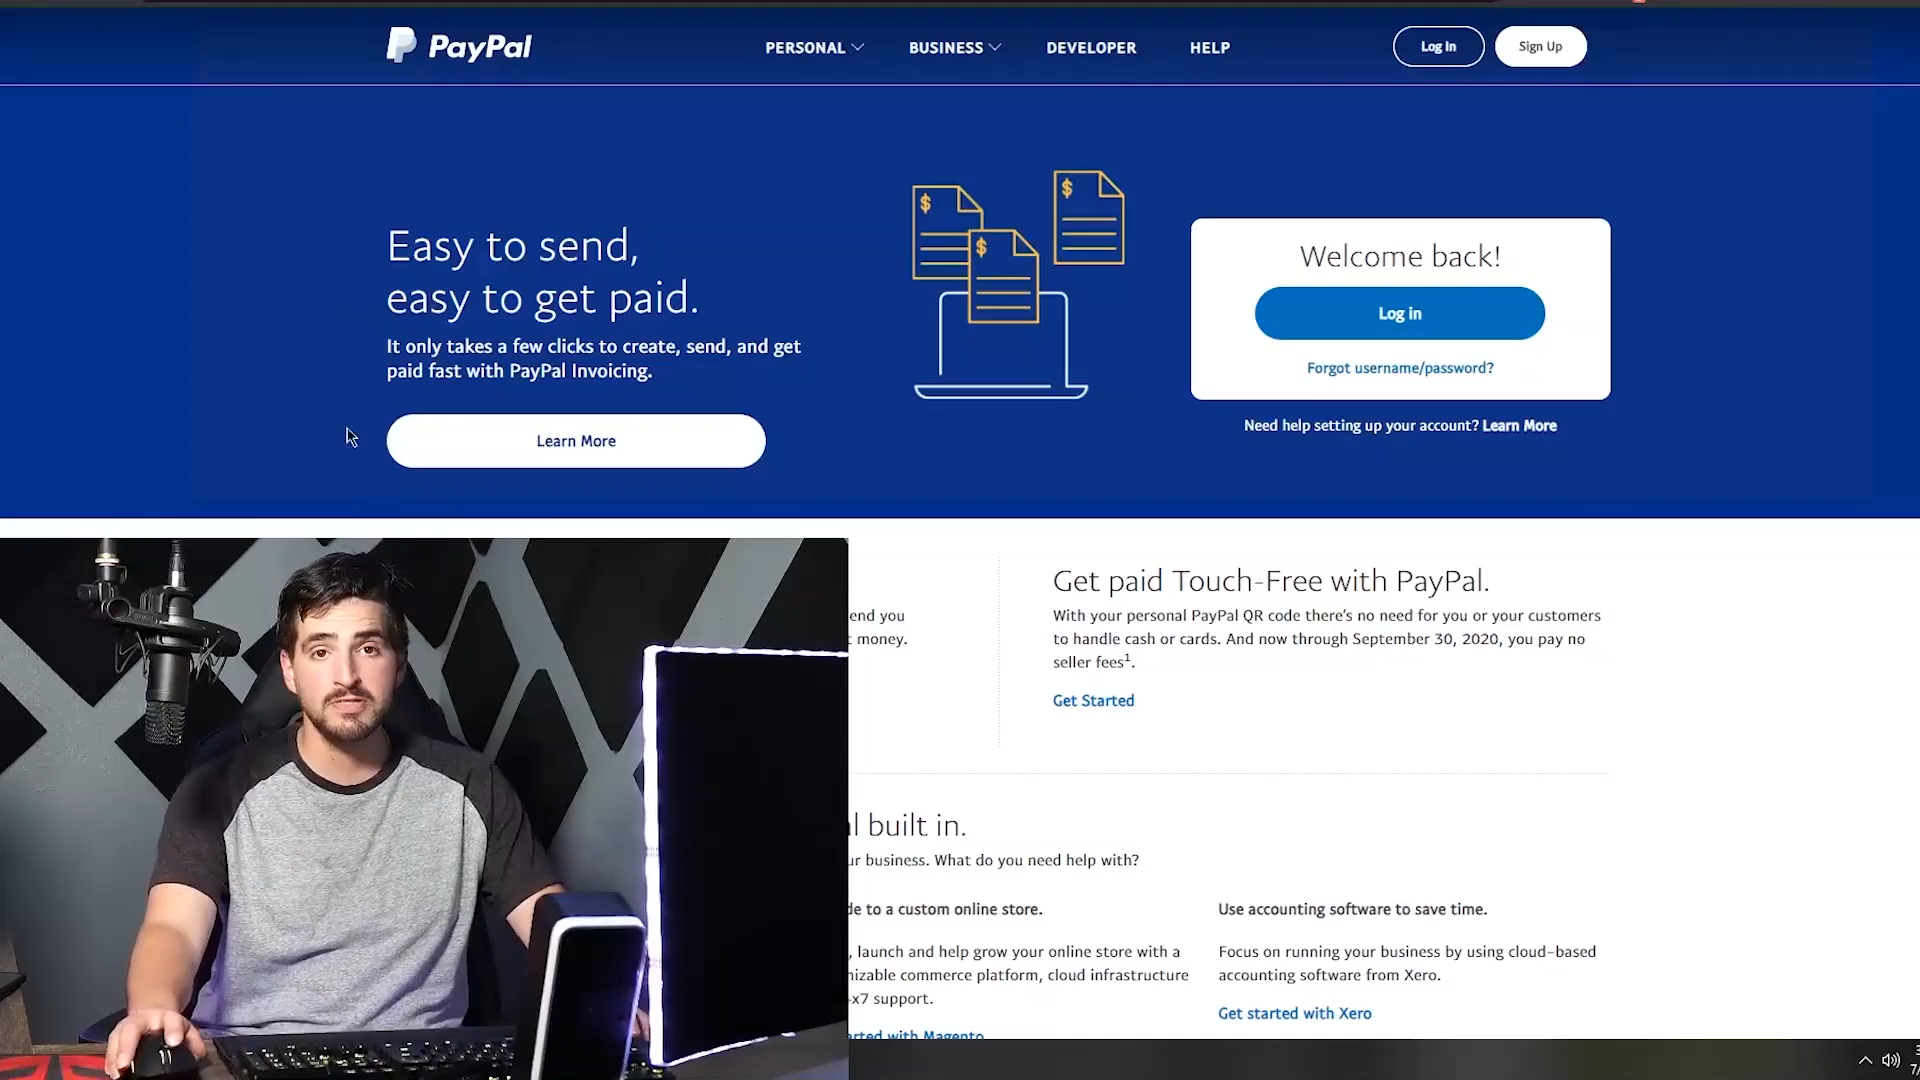 PayPal
PERSONAL
BUSINESS
DEVELOPER
HELP
Log In
Sign Up
Easy to send,
easy to get paid.
It only takes a few clicks to create, send, and get
paid fast with PayPal Invoicing.
Learn More
$
$
$
Welcome back!
Log in
Forgot username/password?
Need help setting up your account? Learn More
end you
money.
Get paid Touch-Free with PayPal.
With your personal PayPal QR code there's no need for you or your customers
to handle cash or cards. And now through September 30, 2020, you pay no
seller fees¹.
Get Started
built in.
business. What do you need help with?
to a custom online store.
, launch and help grow your online store with a
commerce platform, cloud infrastructure
x7 support.
with Magento
Use accounting software to save time.
Focus on running your business by using cloud-based
accounting software from Xero.
Get started with Xero